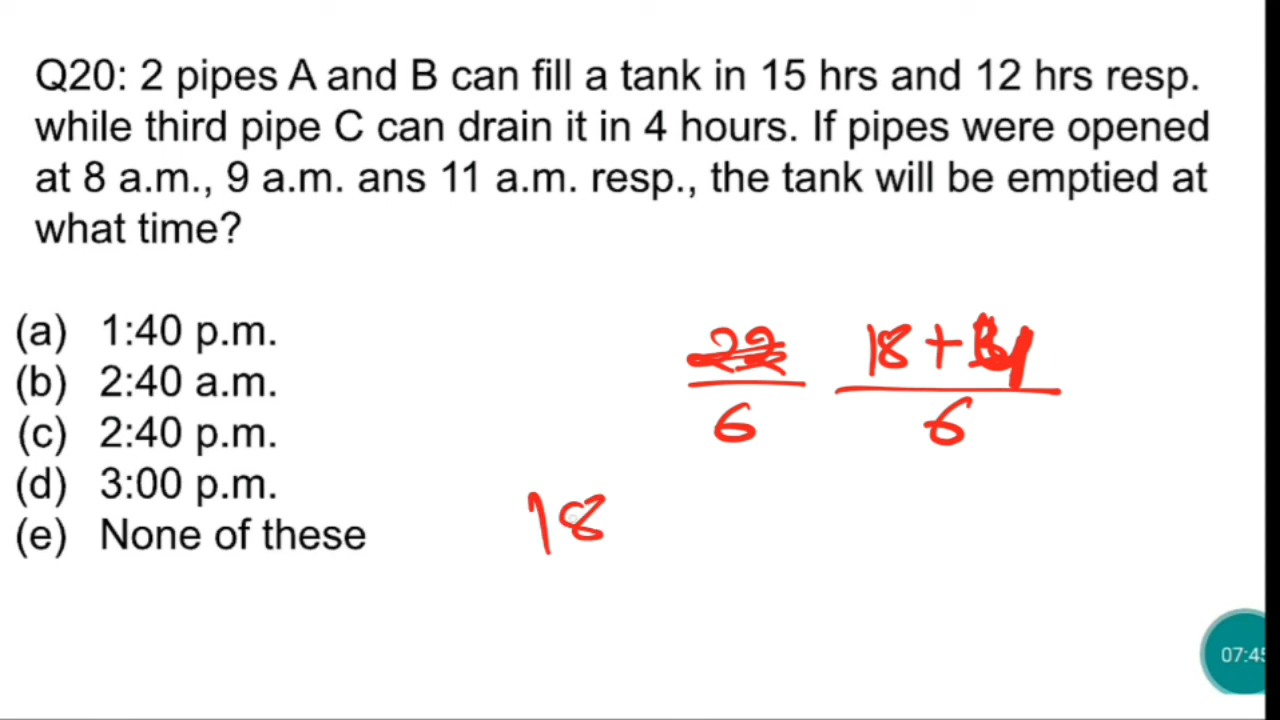 Q20: 2 pipes A and B can fill a tank in 15 hrs and 12 hrs resp.
while third pipe C can drain it in 4 hours. If pipes were opened
at 8 a.m., 9 a.m. ans 11 a.m. resp., the tank will be emptied at
what time?
(a) 1:40 p.m.
(b) 2:40 a.m.
(c) 2:40 p.m.
(d) 3:00 p.m.
(e) None of these
22 18 +
6 6
18
07:45